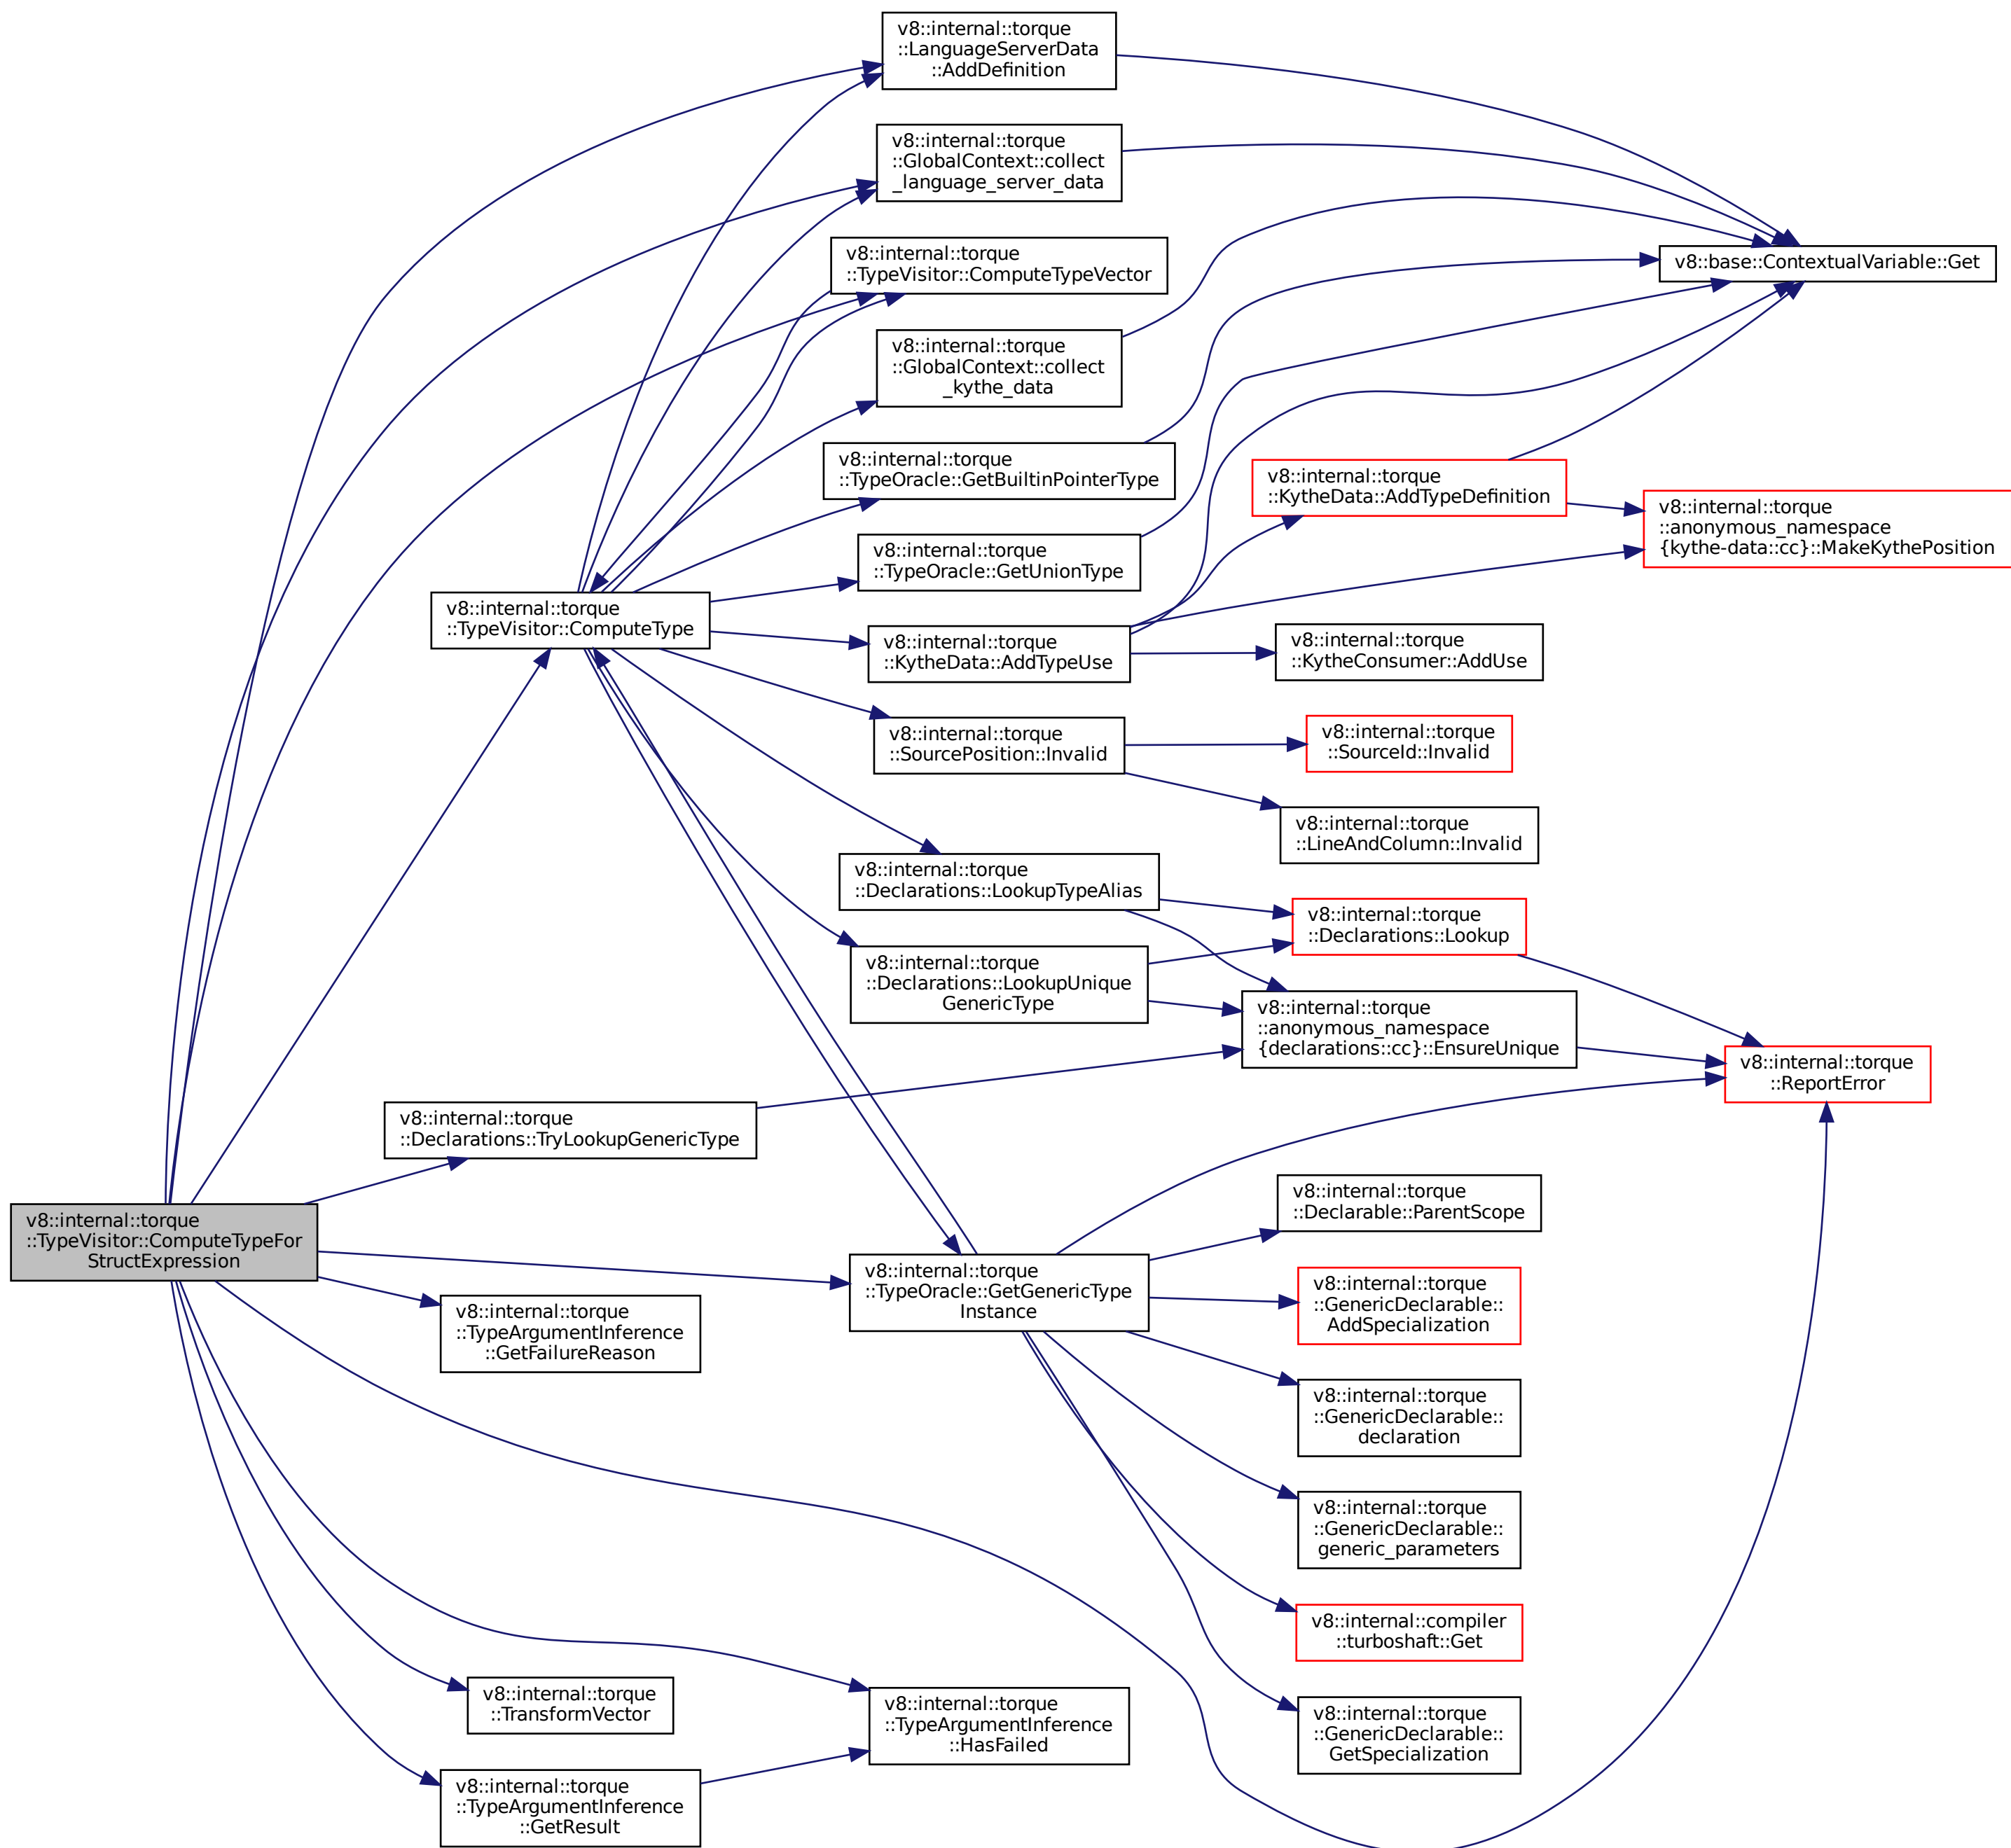 v8::internal::torque
::LanguageServerData
::AddDefinition
v8::internal::torque
::GlobalContext::collect
_language_server_data
v8::internal::torque
::TypeVisitor::ComputeTypeVector
v8::base::ContextualVariable::Get
v8::internal::torque
::GlobalContext::collect
_kythe_data
v8::internal::torque
::TypeOracle::GetBuiltinPointerType
v8::internal::torque
::KytheData::AddTypeDefinition
v8::internal::torque
::anonymous_namespace
{kythe-data::cc}::MakeKythePosition
v8::internal::torque
::TypeOracle::GetUnionType
v8::internal::torque
::TypeVisitor::ComputeType
v8::internal::torque
::KytheData::AddTypeUse
v8::internal::torque
::KytheConsumer::AddUse
v8::internal::torque
::SourcePosition::Invalid
v8::internal::torque
::SourceId::Invalid
v8::internal::torque
::LineAndColumn::Invalid
v8::internal::torque
::Declarations::LookupTypeAlias
v8::internal::torque
::Declarations::Lookup
v8::internal::torque
::Declarations::LookupUnique
GenericType
v8::internal::torque
::anonymous_namespace
{declarations::cc}::EnsureUnique
v8::internal::torque
::ReportError
v8::internal::torque
::Declarations::TryLookupGenericType
v8::internal::torque
::Declarable::ParentScope
v8::internal::torque
::TypeVisitor::ComputeTypeFor
StructExpression
v8::internal::torque
::TypeOracle::GetGenericType
Instance
v8::internal::torque
::GenericDeclarable::
AddSpecialization
v8::internal::torque
::TypeArgumentInference
::GetFailureReason
v8::internal::torque
::GenericDeclarable::
declaration
v8::internal::torque
::GenericDeclarable::
generic_parameters
v8::internal::compiler
::turboshaft::Get
v8::internal::torque
::TransformVector
v8::internal::torque
::TypeArgumentInference
::HasFailed
v8::internal::torque
::GenericDeclarable::
GetSpecialization
v8::internal::torque
::TypeArgumentInference
::GetResult